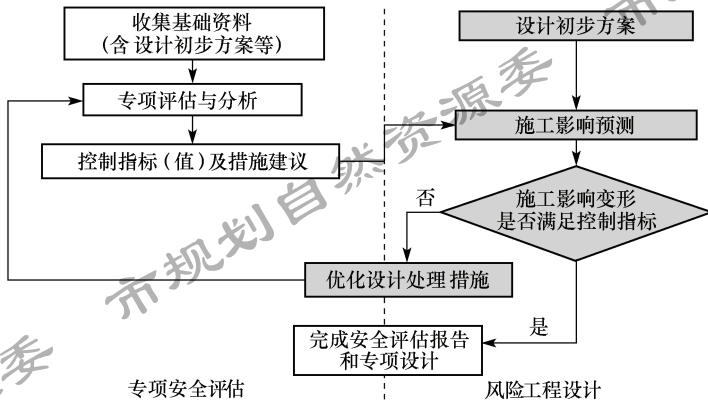 收集基础资料
(含设计初步方案等)
设计初步方案
专项评估与分析
施工影响预测
控制指标(值)及措施建议
施工影响变形
是否满足控制指标
否
优化设计处理措施
是
完成安全评估报告
和专项设计
专项安全评估
风险工程设计
市规划自然资源委
市
委